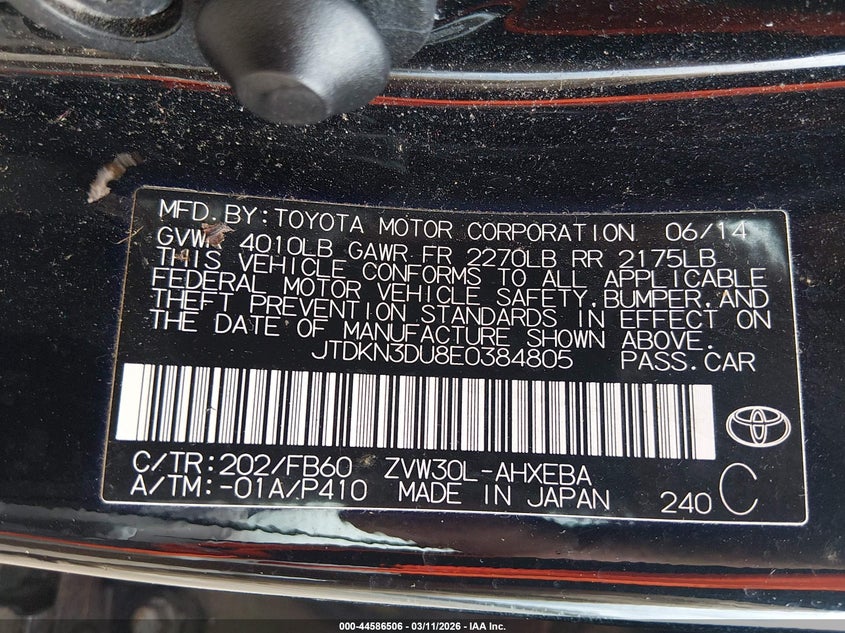 MFD. BY: TOYOTA MOTOR CORPORATION 06/14
GVWR 4010LB GAWR FR 2270LB RR 2175LB
THIS VEHICLE CONFORMS TO ALL APPLICABLE
FEDERAL MOTOR VEHICLE SAFETY, BUMPER, AND
THEFT PREVENTION STANDARDS IN EFFECT ON
THE DATE OF MANUFACTURE SHOWN ABOVE.
JTDKN3DU8E0384805 PASS. CAR
C/TR: 202/FB60 ZVW30L-AHXEBA
A/TM: -01A/P410 MADE IN JAPAN 240 C
000-44586506 - 03/11/2026 - IAA Inc.